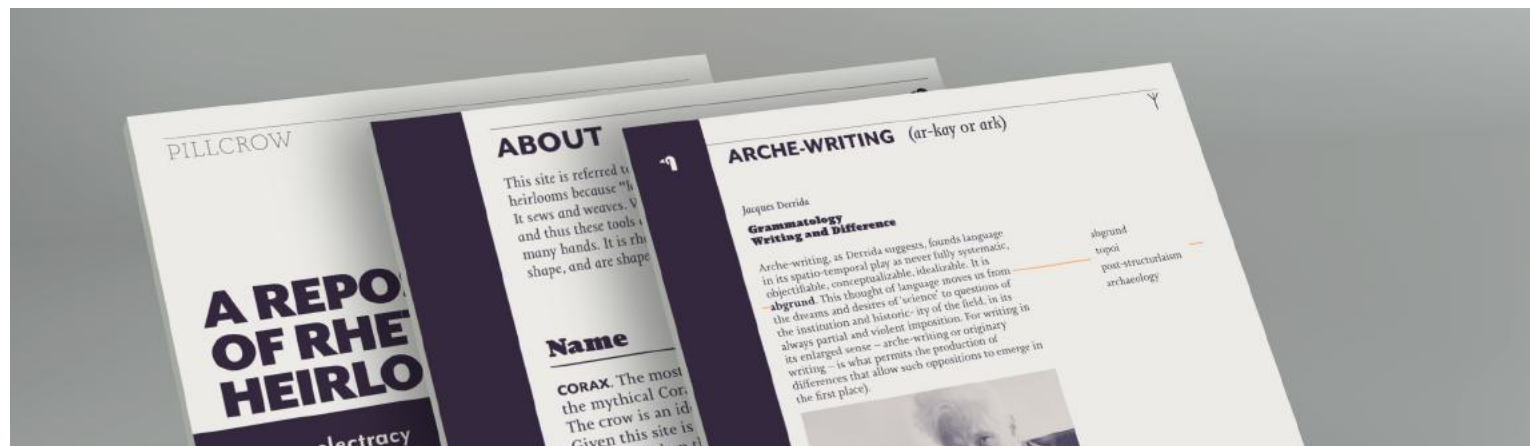 PILLCROW
A REPO
OF RHE
HEIRLO
electracy
ABOUT
This site is referred
heirlooms because
It sews and weaves.
and thus these tools
many hands. It is
shape, and are shape
Name
CORAX. The most
the mythical
The crow is an
Given this site is
ARCHE-WRITING (ar-kay or ark)
Jacques Derrida
Grammatology
Writing and Difference
Arche-writing, as Derrida suggests, founds language
in its spatio-temporal play as never fully systematic,
objectifiable, conceptualizable, idealizable. It is
abgrund. This thought of language moves us from
the dreams and desires of 'science' to questions of
the institution and historic- ity of the field, in its
always partial and violent imposition. For writing in
its enlarged sense – arche-writing or originary
writing – is what permits the production of
differences that allow such oppositions to emerge in
the first place).
abgrund
topoi
post-structurlaism
archaeology